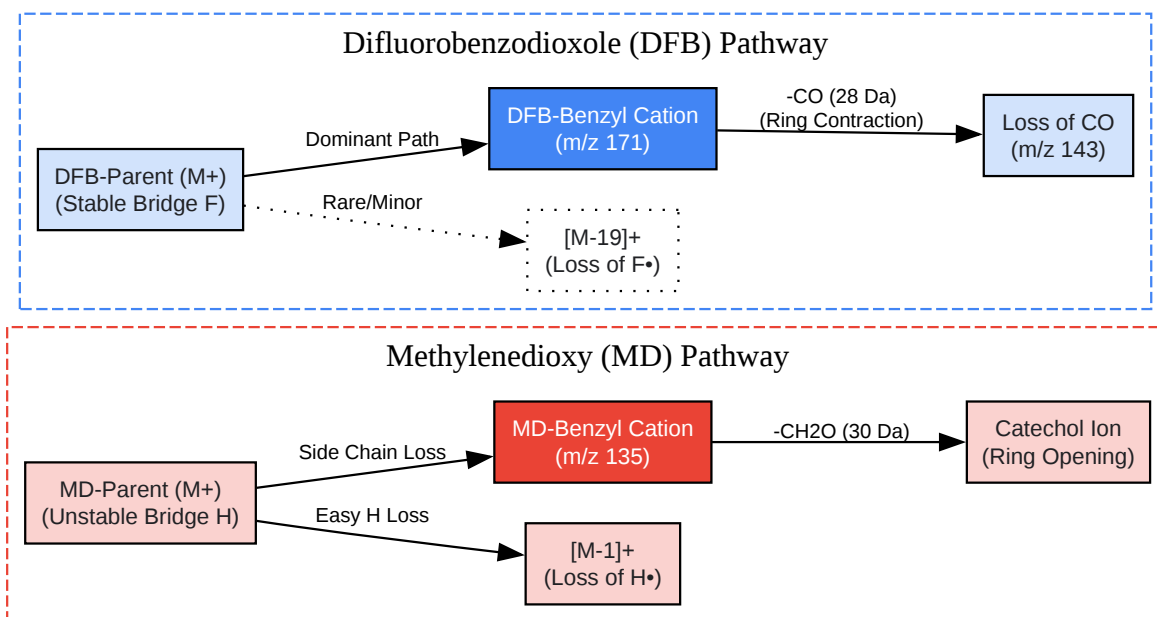 Difluorobenzodioxole (DFB) Pathway
DFB-Parent (M+)
(Stable Bridge F)
Dominant Path
Rare/Minor
DFB-Benzyl Cation
(m/z 171)
[M-19]+
(Loss of F•)
-CO (28 Da)
(Ring Contraction)
Loss of CO
(m/z 143)
Methylenedioxy (MD) Pathway
MD-Parent (M+)
(Unstable Bridge H)
Side Chain Loss
Easy H Loss
MD-Benzyl Cation
(m/z 135)
[M-1]+
(Loss of H•)
-CH2O (30 Da)
Catechol Ion
(Ring Opening)